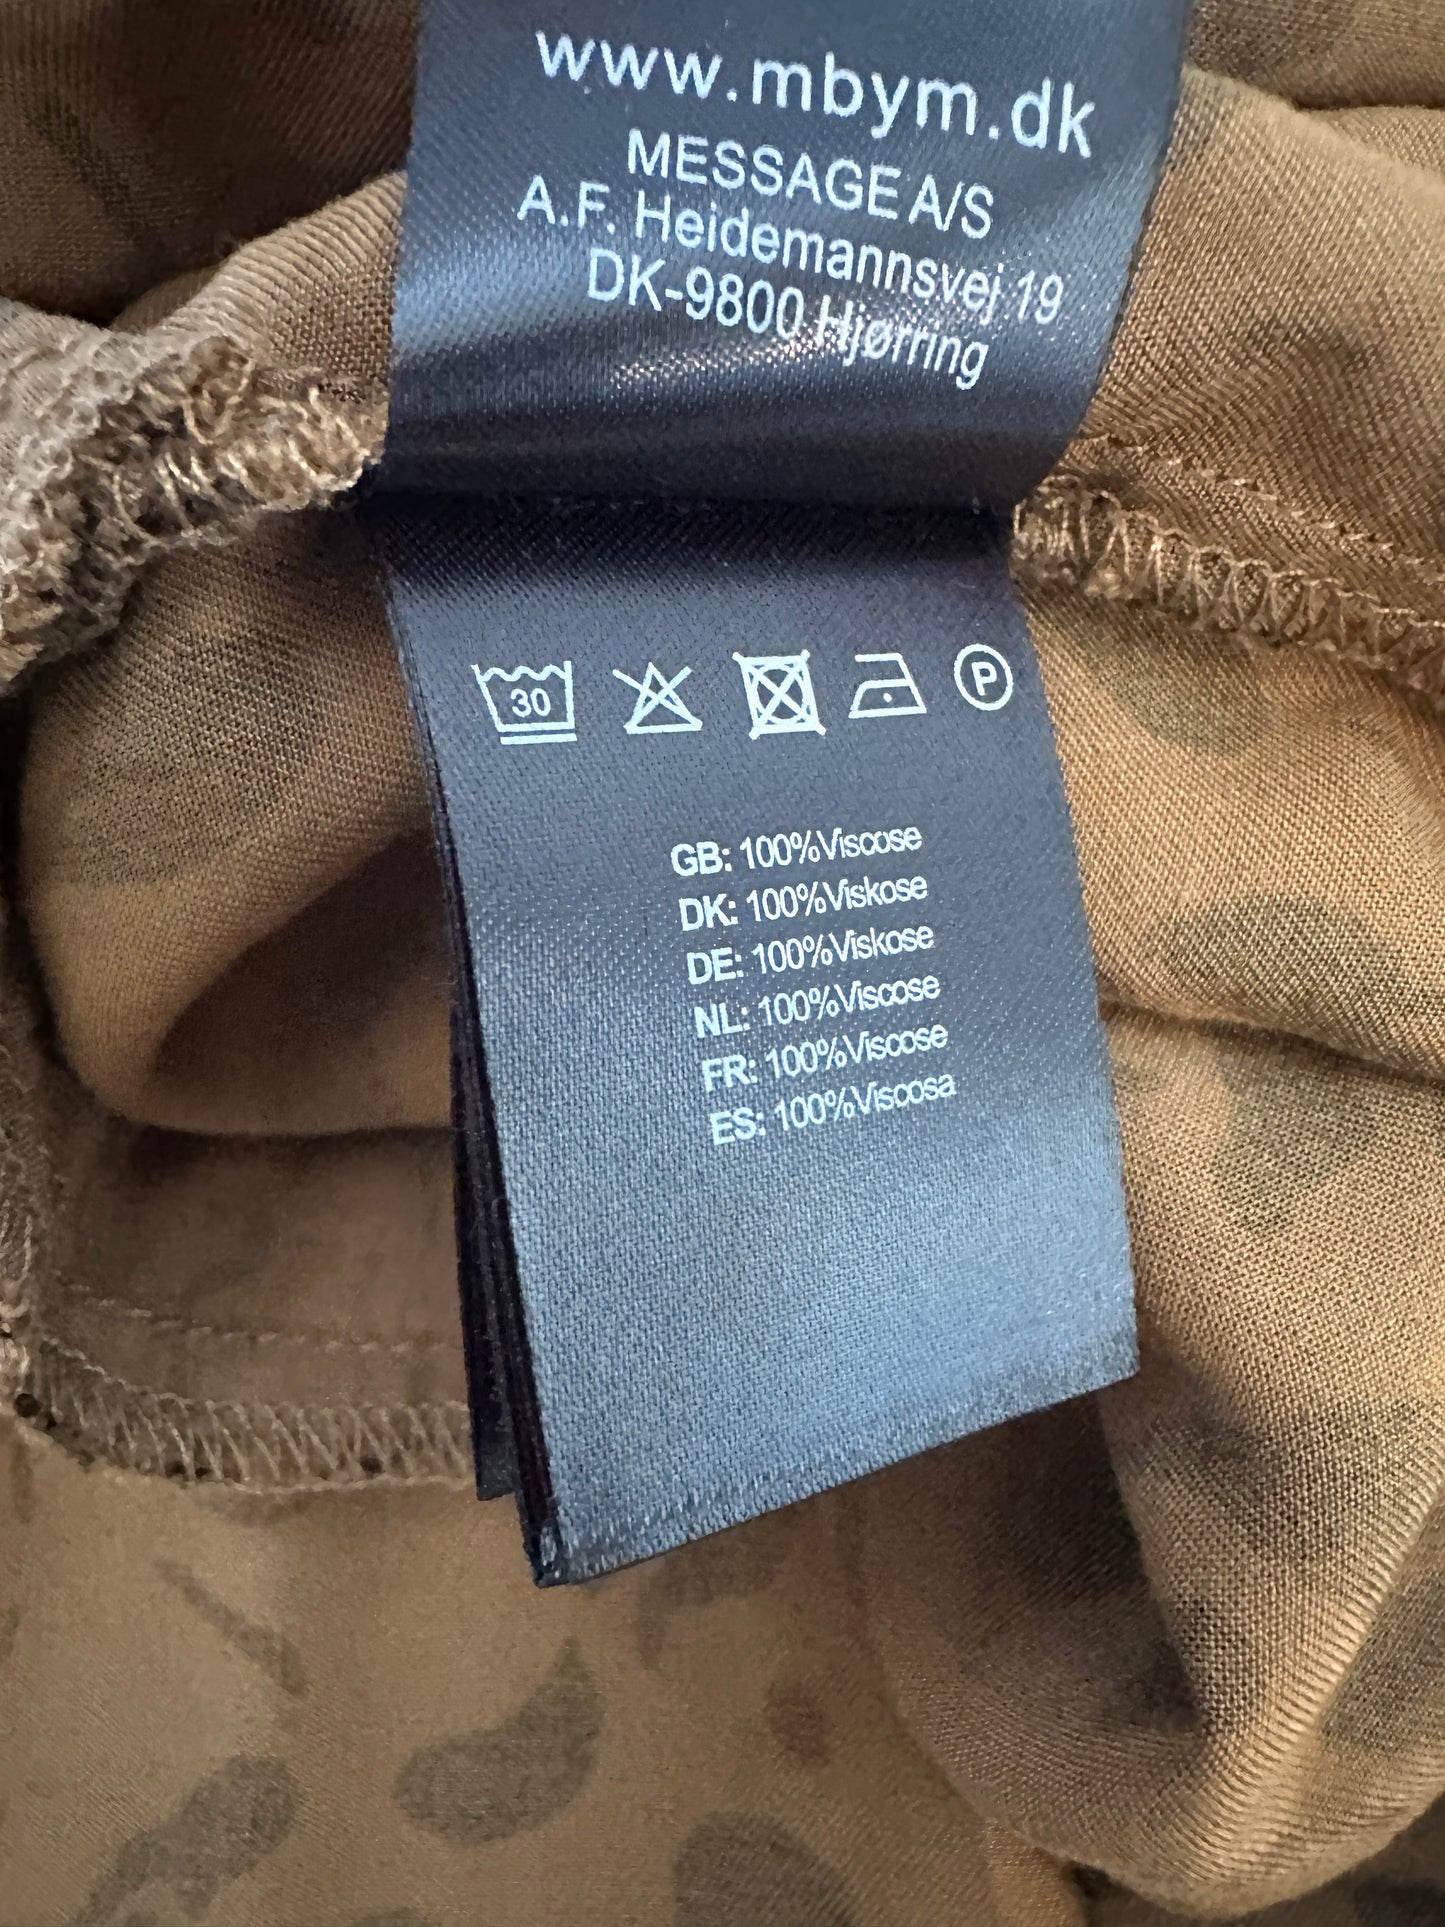 www.mbym.dk
MESSAGE A/S
A.F. Heidemannsvej 19
DK-9800 Hjørring
30
P
GB: 100%Viscose
DK: 100%Viskose
DE: 100%Viskose
NL: 100%Viscose
FR: 100%Viscose
ES: 100%Viscosa